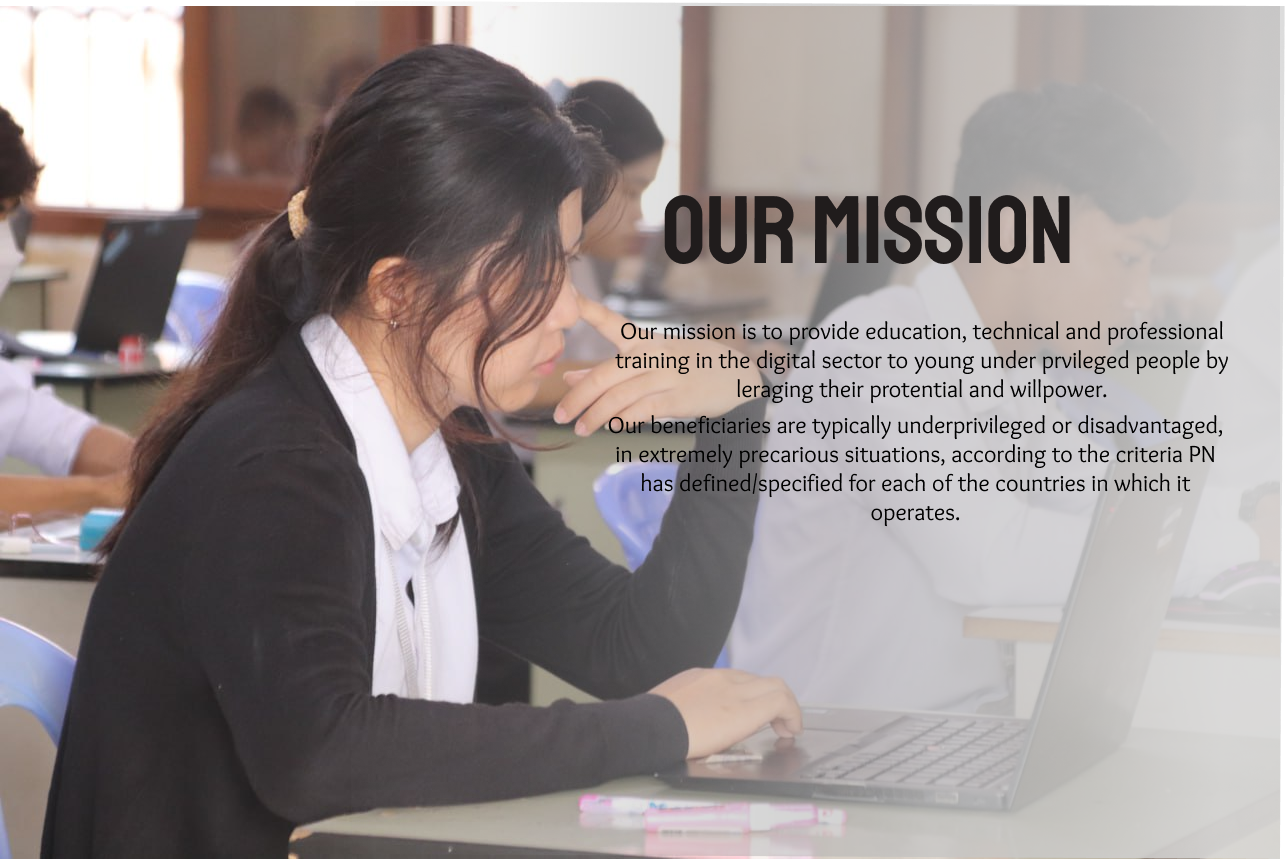 OUR MISSION
Our mission is to provide education, technical and professional
training in the digital sector to young under prvileged people by
leraging their protential and willpower.
Our beneficiaries are typically underprivileged or disadvantaged,
in extremely precarious situations, according to the criteria PN
has defined/specified for each of the countries in which it
operates.